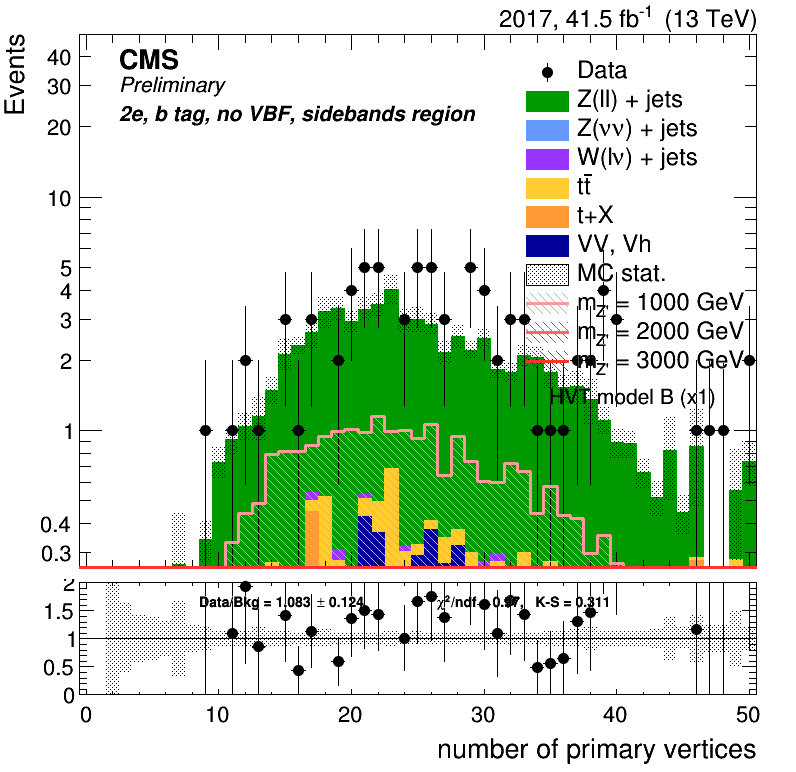 2017, 41.5 fb⁻¹ (13 TeV)
Events
CMS
Preliminary
2e, b tag, no VBF, sidebands region
Data
Z(ll) + jets
Z(νν) + jets
W(lν) + jets
tt̄
t+X
VV, Vh
MC stat.
m_Z' = 1000 GeV
m_Z' = 2000 GeV
m_Z' = 3000 GeV
HVT model B (x1)
40
30
20
10
5
4
3
2
1
0.4
0.3
Data/Bkg = 1.083 ± 0.124, χ²/ndf = 0.97, K-S = 0.311
2
1.5
1
0.5
0
0 10 20 30 40 50
number of primary vertices